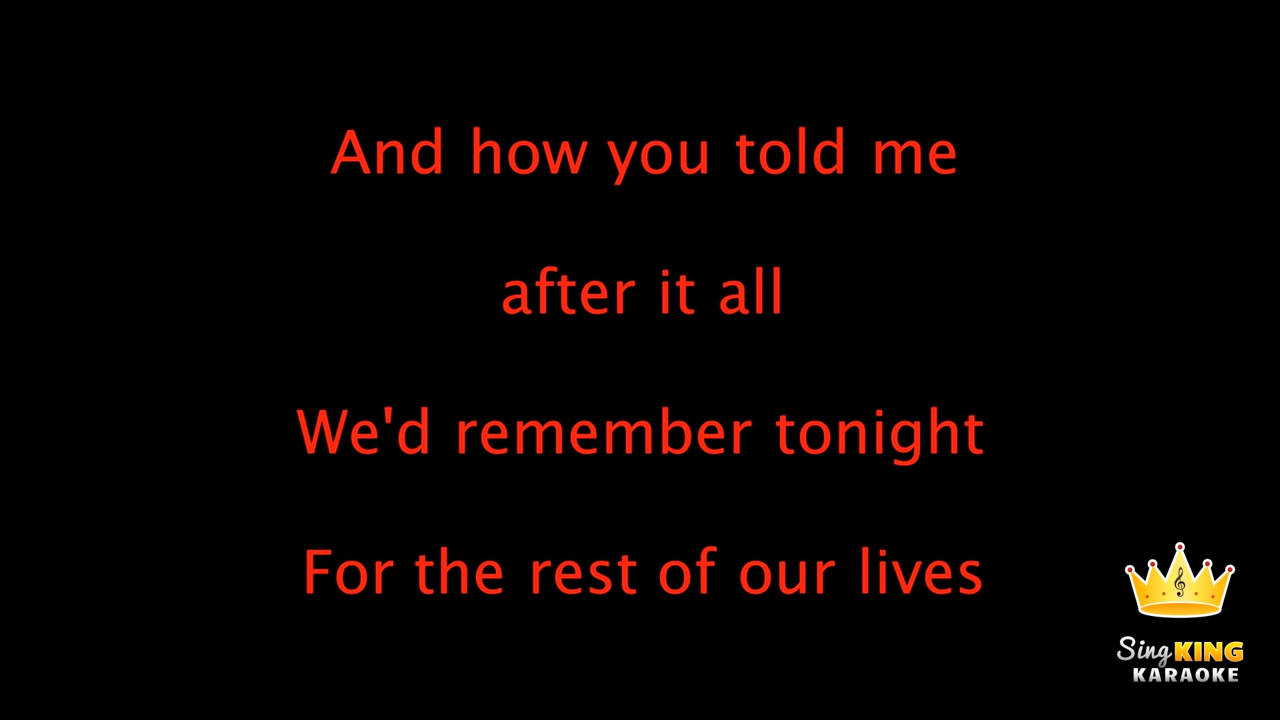 And how you told me
after it all
We'd remember tonight
For the rest of our lives
Sing KING
KARAOKE